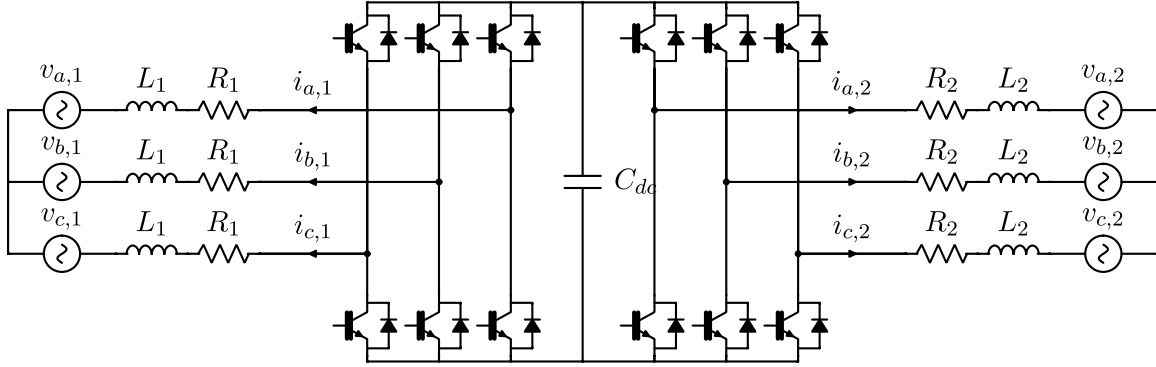 v_{a,1} L_1 R_1 i_{a,1} i_{a,2} R_2 L_2 v_{a,2}
v_{b,1} L_1 R_1 i_{b,1} C_{dc} i_{b,2} R_2 L_2 v_{b,2}
v_{c,1} L_1 R_1 i_{c,1} i_{c,2} R_2 L_2 v_{c,2}